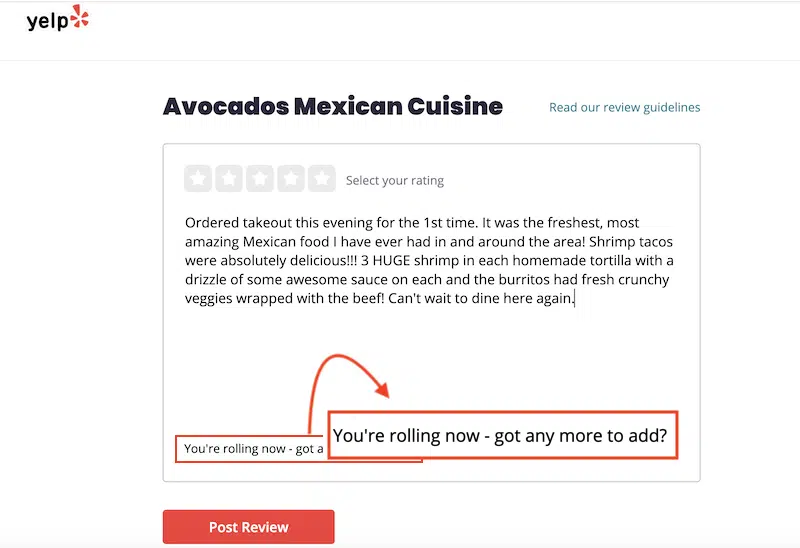 yelp
Avocados Mexican Cuisine
Read our review guidelines
Select your rating
Ordered takeout this evening for the 1st time. It was the freshest, most
amazing Mexican food I have ever had in and around the area! Shrimp tacos
were absolutely delicious!!! 3 HUGE shrimp in each homemade tortilla with a
drizzle of some awesome sauce on each and the burritos had fresh crunchy
veggies wrapped with the beef! Can't wait to dine here again.
You're rolling now - got any more to add?
You're rolling now - got a
Post Review